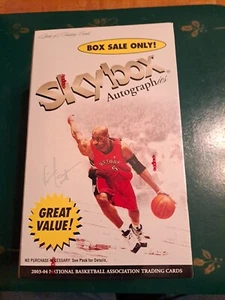 BOX SALE ONLY!
Skybox
Autographics
GREAT
VALUE!
NO PURCHASE NECESSARY. See Pack for Details.
2003-04 NATIONAL BASKETBALL ASSOCIATION TRADING CARDS